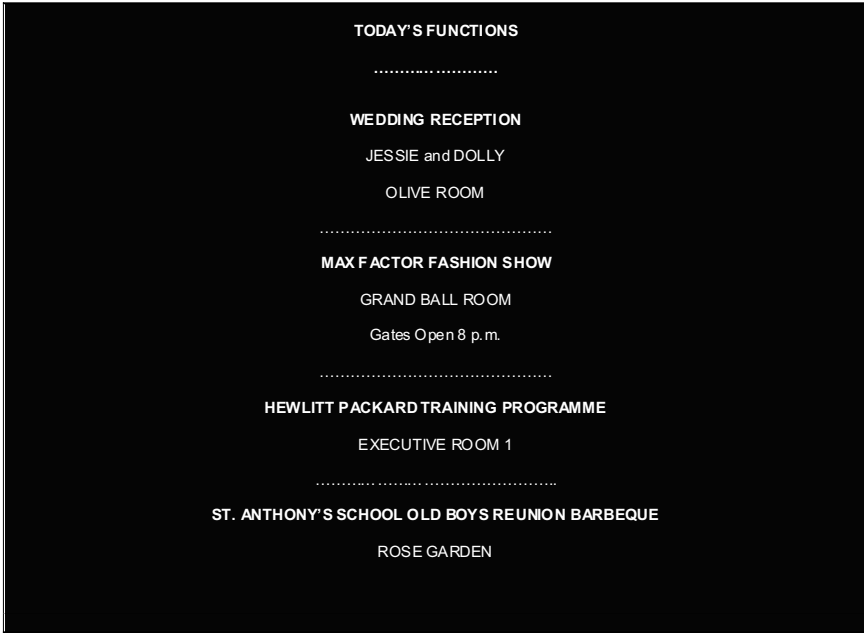 TODAY'S FUNCTIONS
........................
WEDDING RECEPTION
JESSIE and DOLLY
OLIVE ROOM
.............................................
MAX FACTOR FASHION SHOW
GRAND BALL ROOM
Gates Open 8 p.m.
.............................................
HEWLITT PACKARD TRAINING PROGRAMME
EXECUTIVE ROOM 1
..............................................
ST. ANTHONY'S SCHOOL OLD BOYS REUNION BARBEQUE
ROSE GARDEN